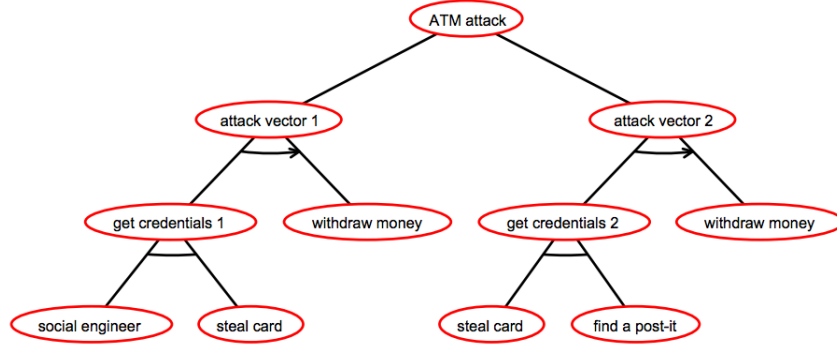 ATM attack
attack vector 1
attack vector 2
get credentials 1
withdraw money
get credentials 2
withdraw money
social engineer
steal card
steal card
find a post-it